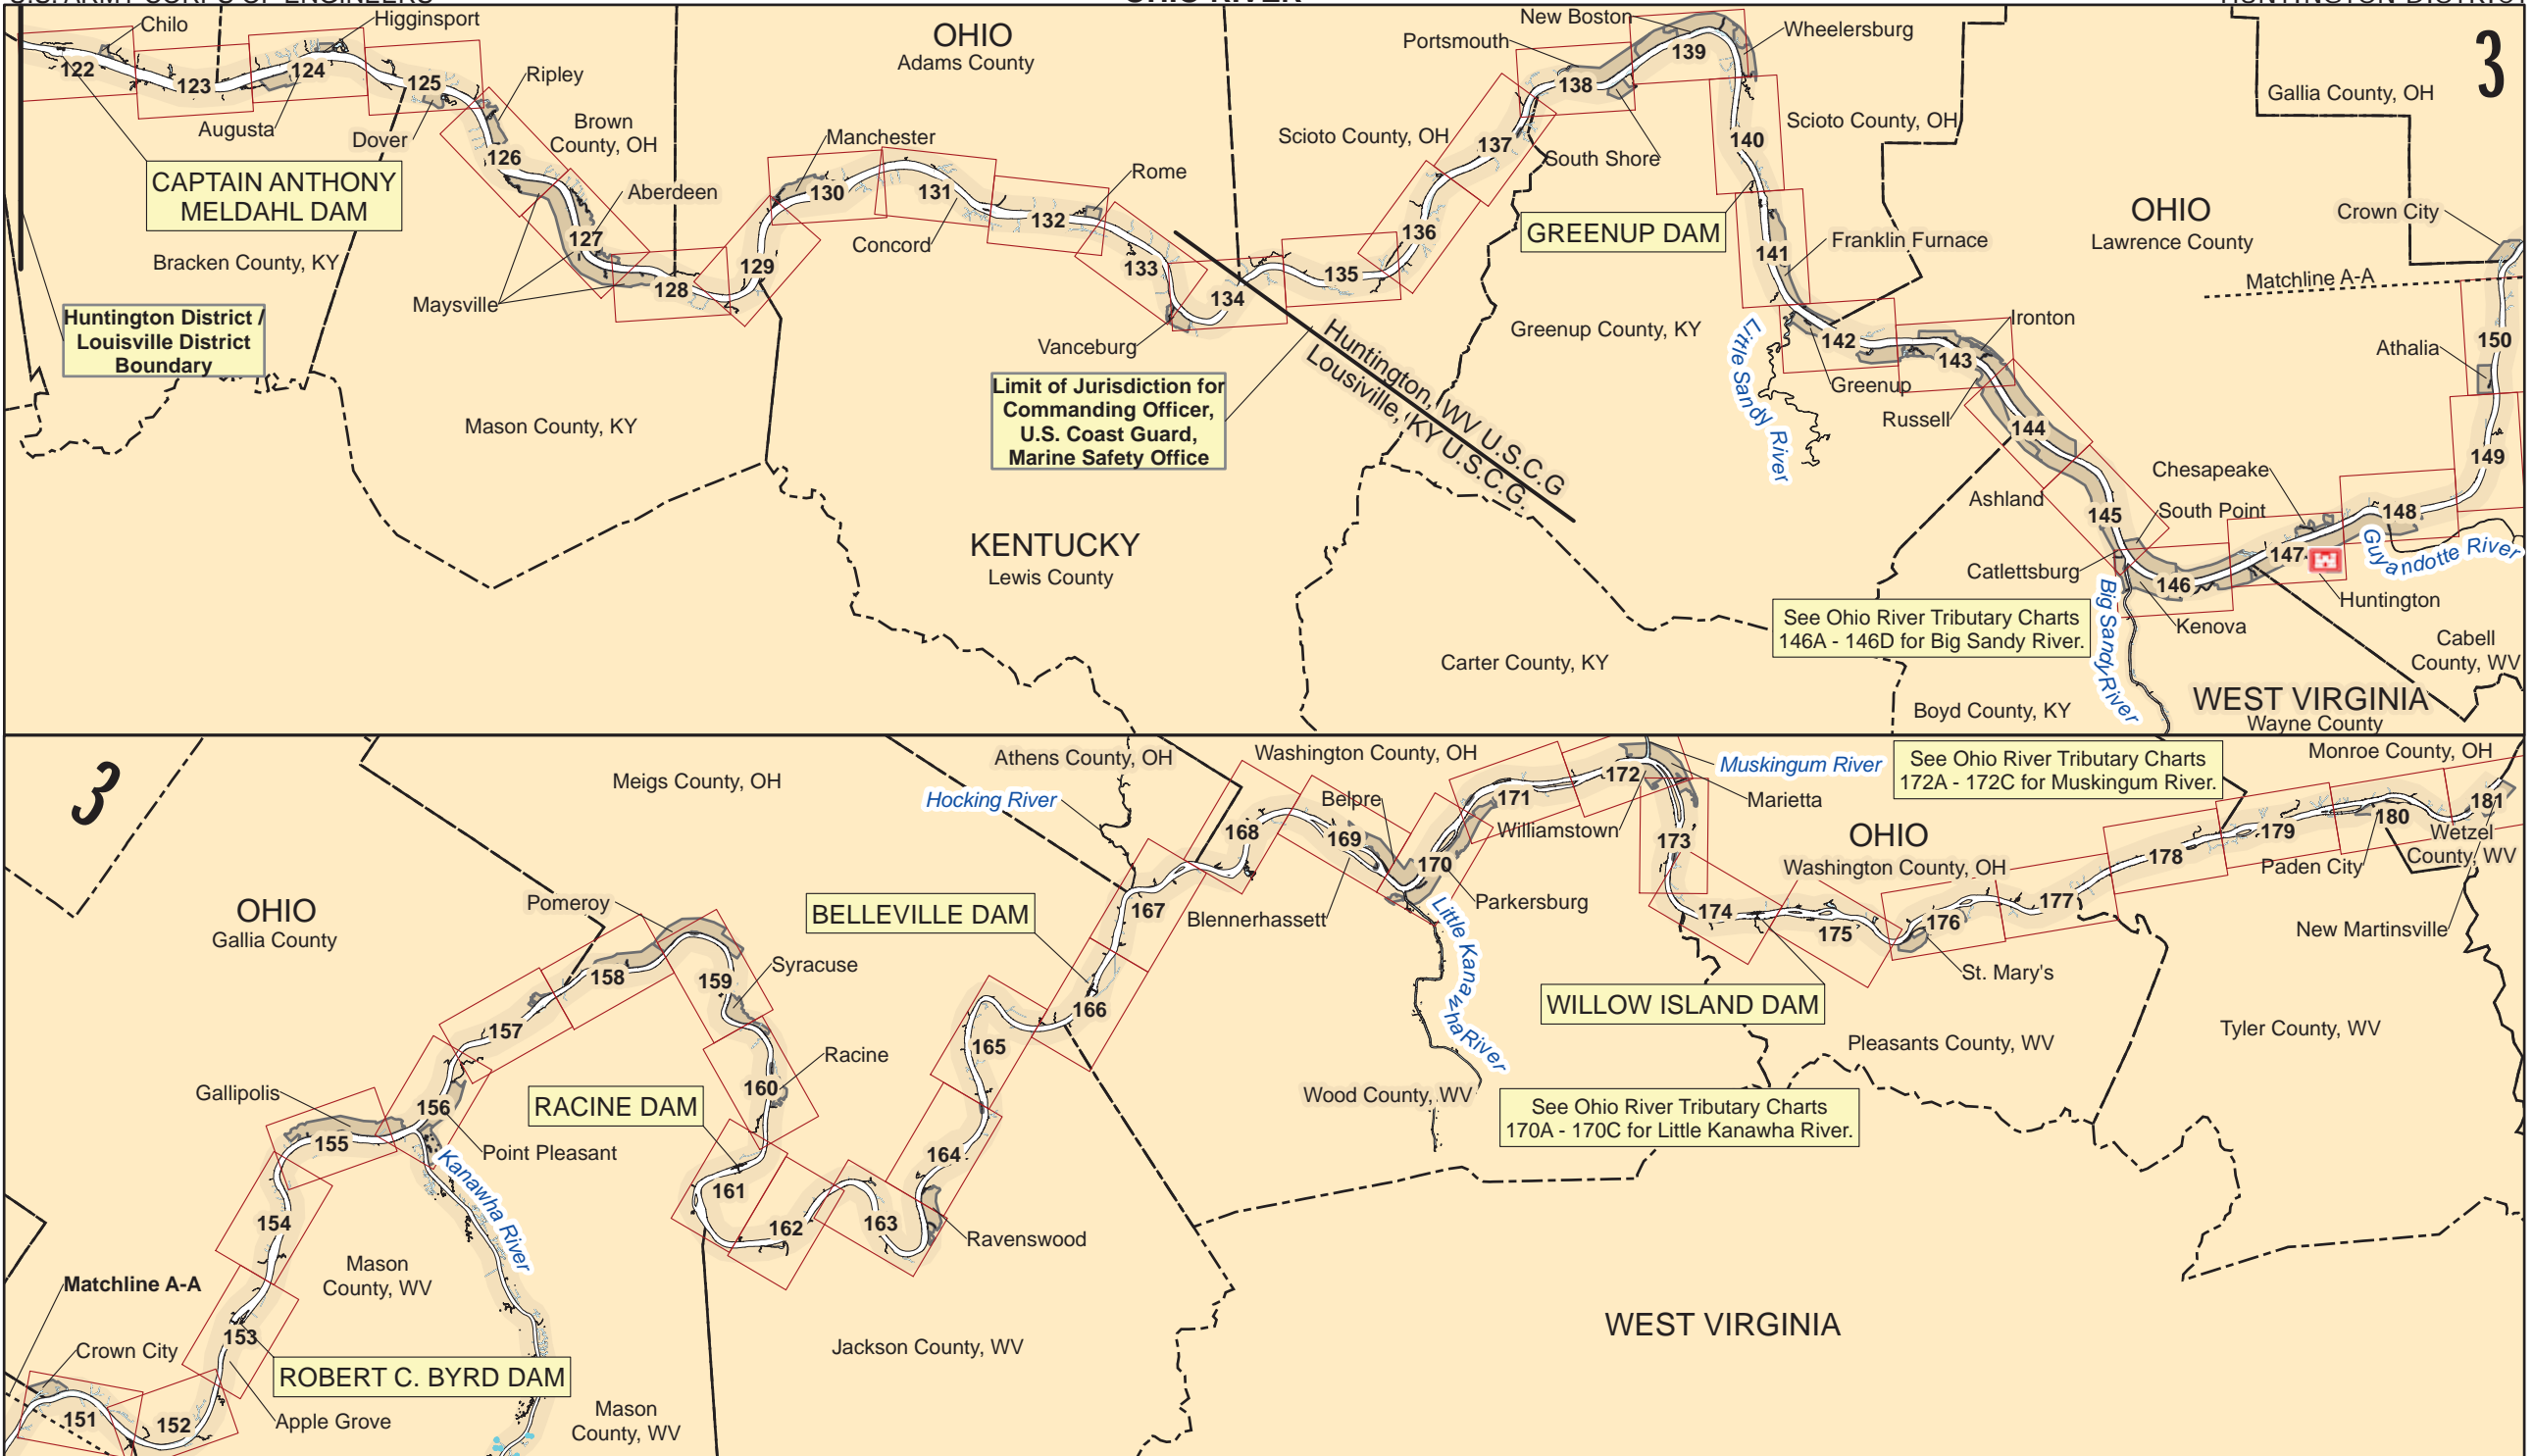 U.S. ARMY CORPS OF ENGINEERS
OHIO RIVER
HUNTINGTON DISTRICT
3
Chilo
Higginsport
122
123
124
125
Augusta
Dover
Ripley
Brown
County, OH
CAPTAIN ANTHONY
MELDAHL DAM
Bracken County, KY
Huntington District /
Louisville District
Boundary
126
127
128
Aberdeen
Maysville
Mason County, KY
OHIO
Adams County
Manchester
129
130
131
132
Concord
Rome
133
134
Vanceburg
Limit of Jurisdiction for
Commanding Officer,
U.S. Coast Guard,
Marine Safety Office
Huntington, WV U.S.C.G
Lousiville, KY U.S.C.G.
KENTUCKY
Lewis County
New Boston
Portsmouth
Wheelersburg
Scioto County, OH
135
136
137
138
139
140
141
South Shore
Scioto County, OH
GREENUP DAM
Franklin Furnace
Greenup County, KY
Little Sandy River
142
143
Ironton
Greenup
Russell
144
Ashland
145
South Point
Chesapeake
Catlettsburg
146
147
148
149
150
Kenova
Huntington
Guyandotte River
Big Sandy River
See Ohio River Tributary Charts
146A - 146D for Big Sandy River.
Carter County, KY
Boyd County, KY
WEST VIRGINIA
Wayne County
Cabell
County, WV
Gallia County, OH
OHIO
Lawrence County
Crown City
Matchline A-A
Athalia
3
OHIO
Gallia County
Meigs County, OH
Athens County, OH
Hocking River
Washington County, OH
Matchline A-A
Crown City
151
152
153
154
155
156
157
158
159
160
161
162
163
164
165
166
167
168
169
170
171
172
173
174
175
176
177
178
179
180
181
ROBERT C. BYRD DAM
Apple Grove
Mason
County, WV
Mason
County, WV
Gallipolis
Point Pleasant
Kanawha River
Pomeroy
Syracuse
Racine
RACINE DAM
Ravenswood
Jackson County, WV
BELLEVILLE DAM
Belpre
Blennerhassett
Parkersburg
Little Kanawha River
Wood County, WV
See Ohio River Tributary Charts
170A - 170C for Little Kanawha River.
Williamstown
Marietta
Muskingum River
See Ohio River Tributary Charts
172A - 172C for Muskingum River.
OHIO
Washington County, OH
WILLOW ISLAND DAM
St. Mary's
Pleasants County, WV
Tyler County, WV
Monroe County, OH
Paden City
Wetzel
County, WV
New Martinsville
WEST VIRGINIA